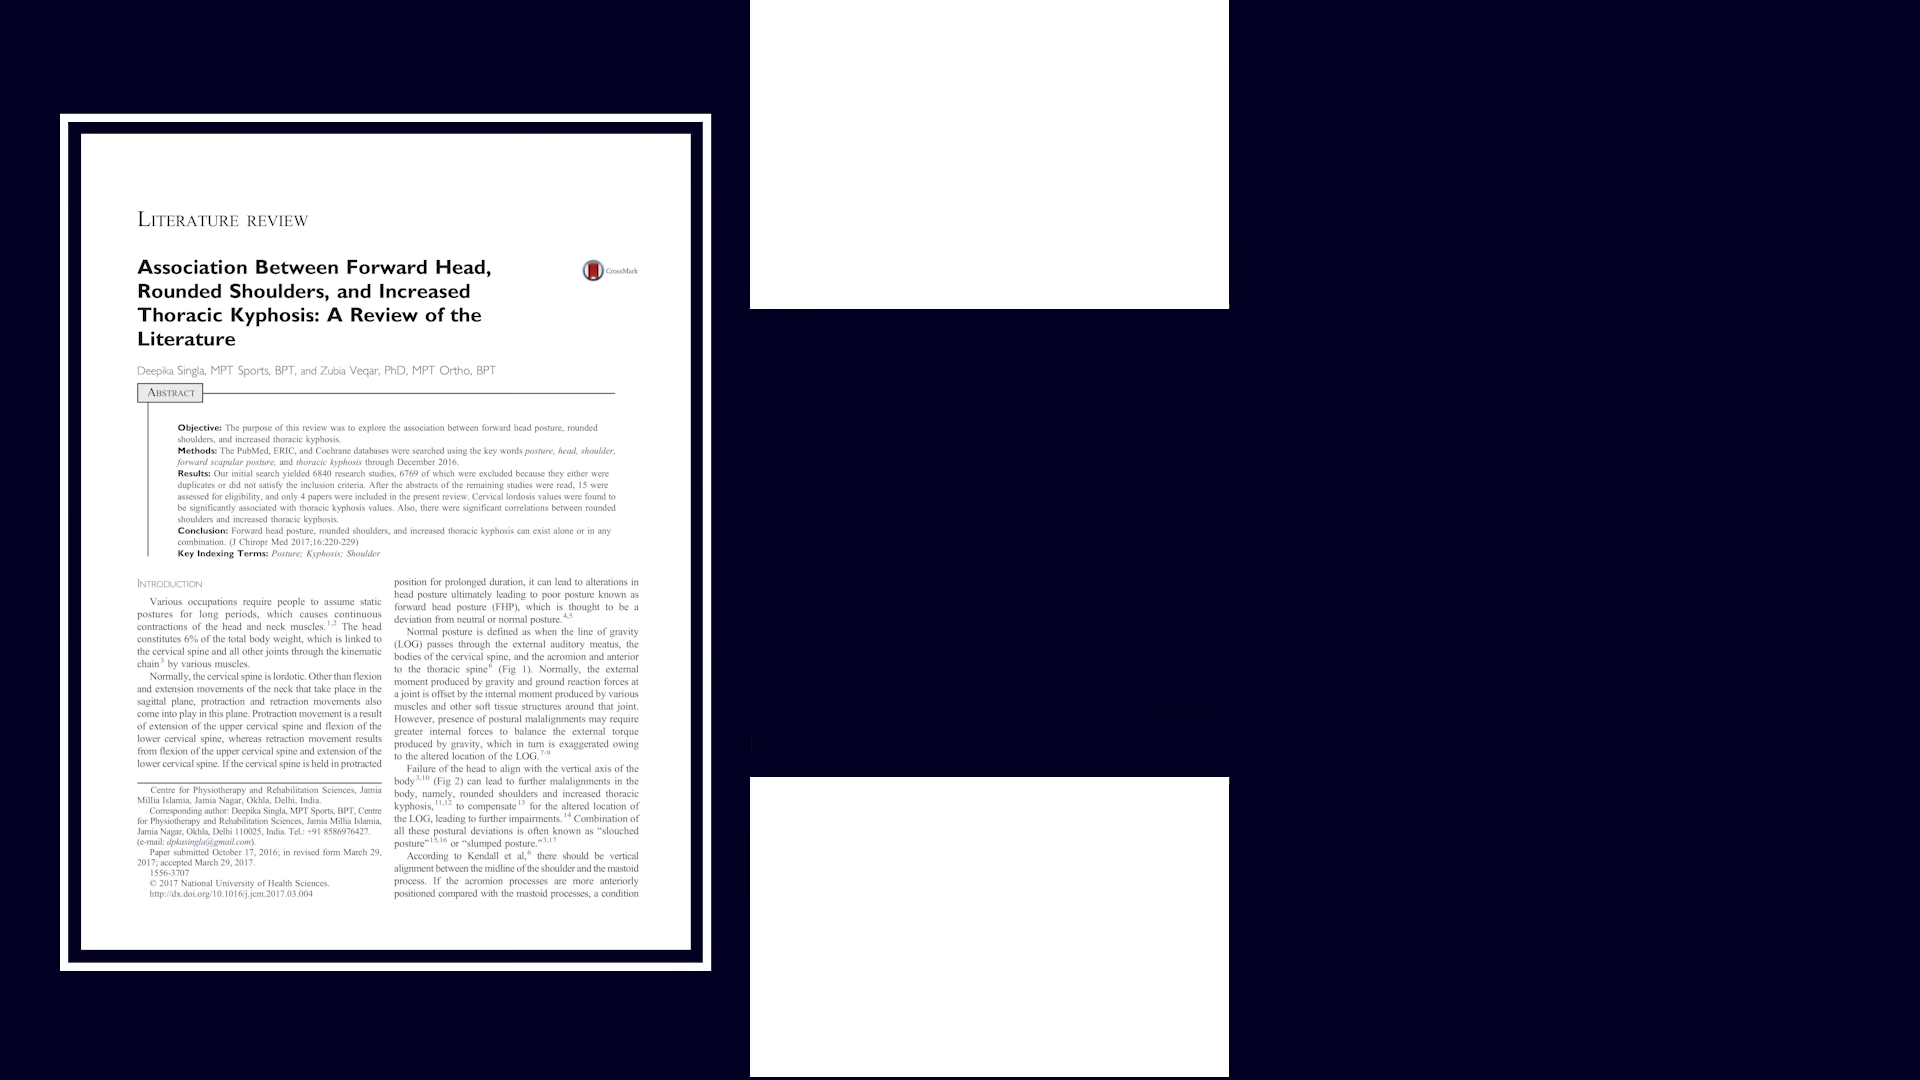 LITERATURE REVIEW
Association Between Forward Head,
Rounded Shoulders, and Increased
Thoracic Kyphosis: A Review of the
Literature
CrossMark
Deepika Singla, MPT Sports, BPT, and Zubia Veqar, PhD, MPT Ortho, BPT
ABSTRACT
Objective: The purpose of this review was to explore the association between forward head posture, rounded
shoulders, and increased thoracic kyphosis.
Methods: The PubMed, ERIC, and Cochrane databases were searched using the key words posture, head, shoulder,
forward scapular posture, and thoracic kyphosis through December 2016.
Results: Our initial search yielded 6840 research studies, 6769 of which were excluded because they either were
duplicates or did not satisfy the inclusion criteria. After the abstracts of the remaining studies were read, 15 were
assessed for eligibility, and only 4 papers were included in the present review. Cervical lordosis values were found to
be significantly associated with thoracic kyphosis values. Also, there were significant correlations between rounded
shoulders and increased thoracic kyphosis.
Conclusion: Forward head posture, rounded shoulders, and increased thoracic kyphosis can exist alone or in any
combination. (J Chiropr Med 2017;16:220-229)
Key Indexing Terms: Posture; Kyphosis; Shoulder
INTRODUCTION
Various occupations require people to assume static
postures for long periods, which causes continuous
contractions of the head and neck muscles.1,2 The head
constitutes 6% of the total body weight, which is linked to
the cervical spine and all other joints through the kinematic
chain3 by various muscles.
Normally, the cervical spine is lordotic. Other than flexion
and extension movements of the neck that take place in the
sagittal plane, protraction and retraction movements also
come into play in this plane. Protraction movement is a result
of extension of the upper cervical spine and flexion of the
lower cervical spine, whereas retraction movement results
from flexion of the upper cervical spine and extension of the
lower cervical spine. If the cervical spine is held in protracted
Centre for Physiotherapy and Rehabilitation Sciences, Jamia
Millia Islamia, Jamia Nagar, Okhla, Delhi, India.
Corresponding author: Deepika Singla, MPT Sports, BPT, Centre
for Physiotherapy and Rehabilitation Sciences, Jamia Millia Islamia,
Jamia Nagar, Okhla, Delhi 110025, India. Tel.: +91 8586976427.
(e-mail: dpkasingla@gmail.com).
Paper submitted October 17, 2016; in revised form March 29,
2017; accepted March 29, 2017.
1556-3707
© 2017 National University of Health Sciences.
http://dx.doi.org/10.1016/j.jcm.2017.03.004
position for prolonged duration, it can lead to alterations in
head posture ultimately leading to poor posture known as
forward head posture (FHP), which is thought to be a
deviation from neutral or normal posture.4,5
Normal posture is defined as when the line of gravity
(LOG) passes through the external auditory meatus, the
bodies of the cervical spine, and the acromion and anterior
to the thoracic spine6 (Fig 1). Normally, the external
moment produced by gravity and ground reaction forces at
a joint is offset by the internal moment produced by various
muscles and other soft tissue structures around that joint.
However, presence of postural malalignments may require
greater internal forces to balance the external torque
produced by gravity, which in turn is exaggerated owing
to the altered location of the LOG.7-9
Failure of the head to align with the vertical axis of the
body3,10 (Fig 2) can lead to further malalignments in the
body, namely, rounded shoulders and increased thoracic
kyphosis,11,12 to compensate13 for the altered location of
the LOG, leading to further impairments.14 Combination of
all these postural deviations is often known as “slouched
posture”15,16 or “slumped posture.”3,17
According to Kendall et al,6 there should be vertical
alignment between the midline of the shoulder and the mastoid
process. If the acromion processes are more anteriorly
positioned compared with the mastoid processes, a condition